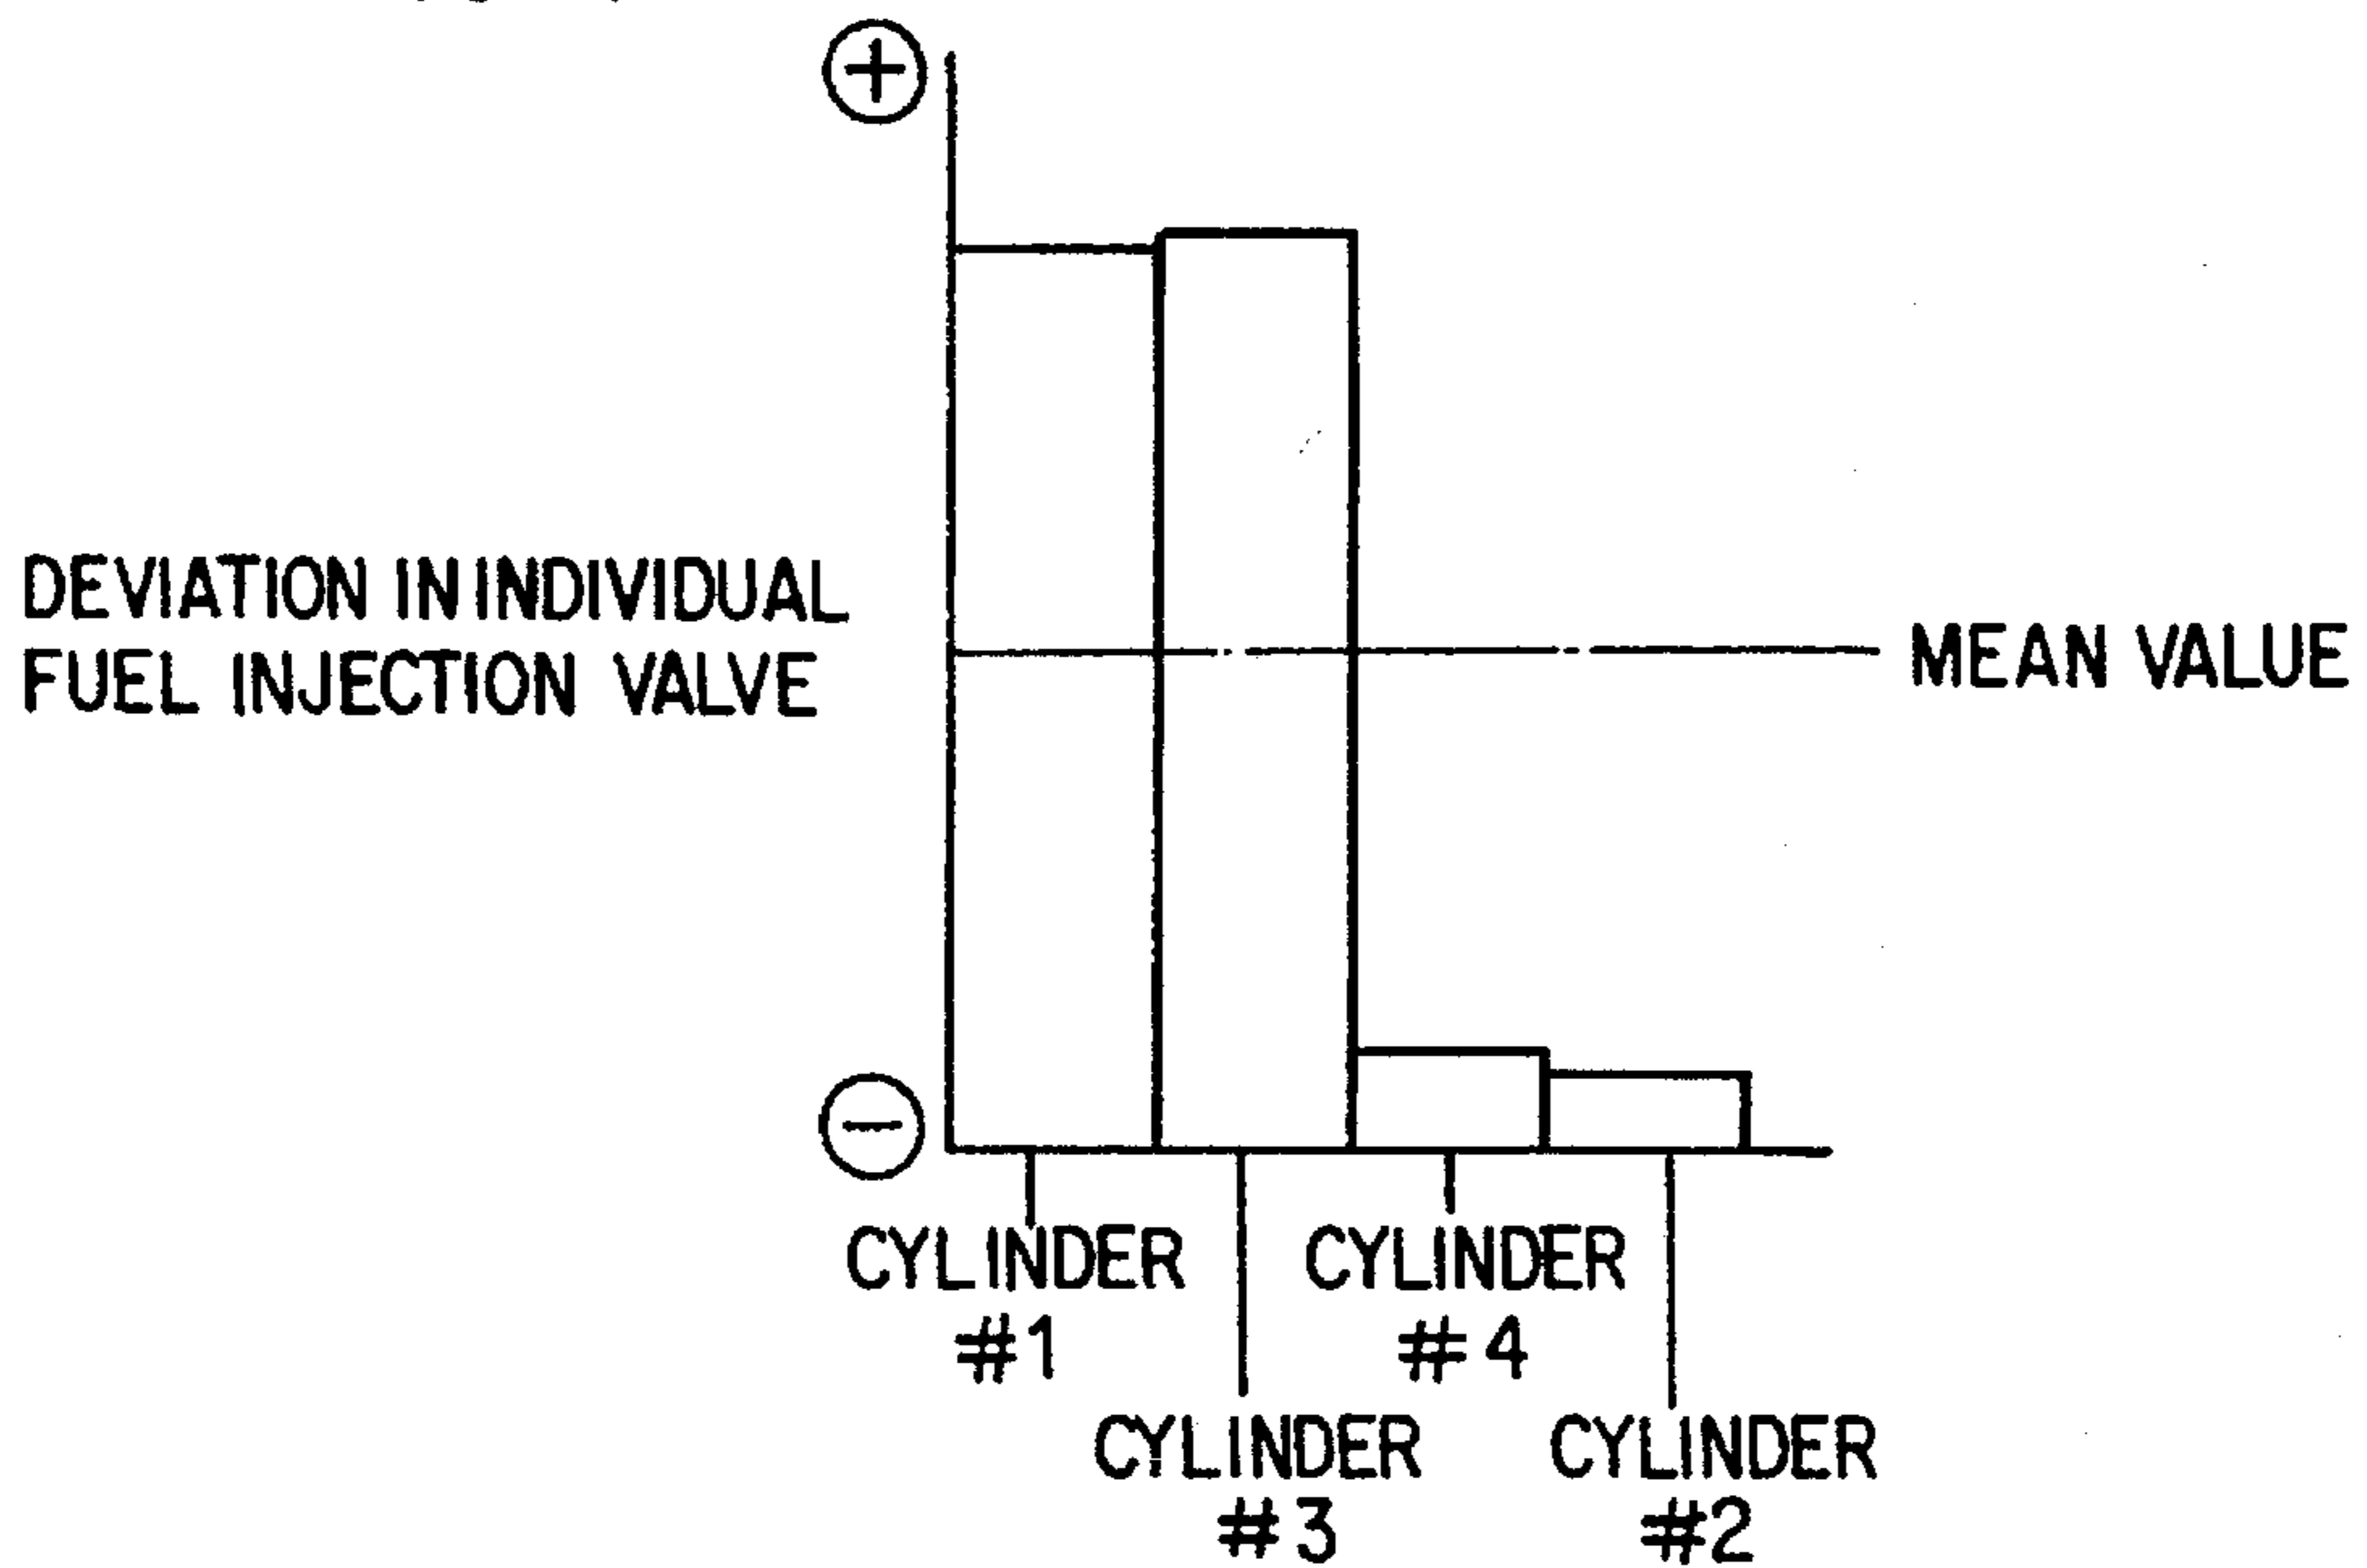 +
DEVIATION IN INDIVIDUAL
FUEL INJECTION VALVE
MEAN VALUE
−
CYLINDER
#1
CYLINDER
#3
CYLINDER
#4
CYLINDER
#2